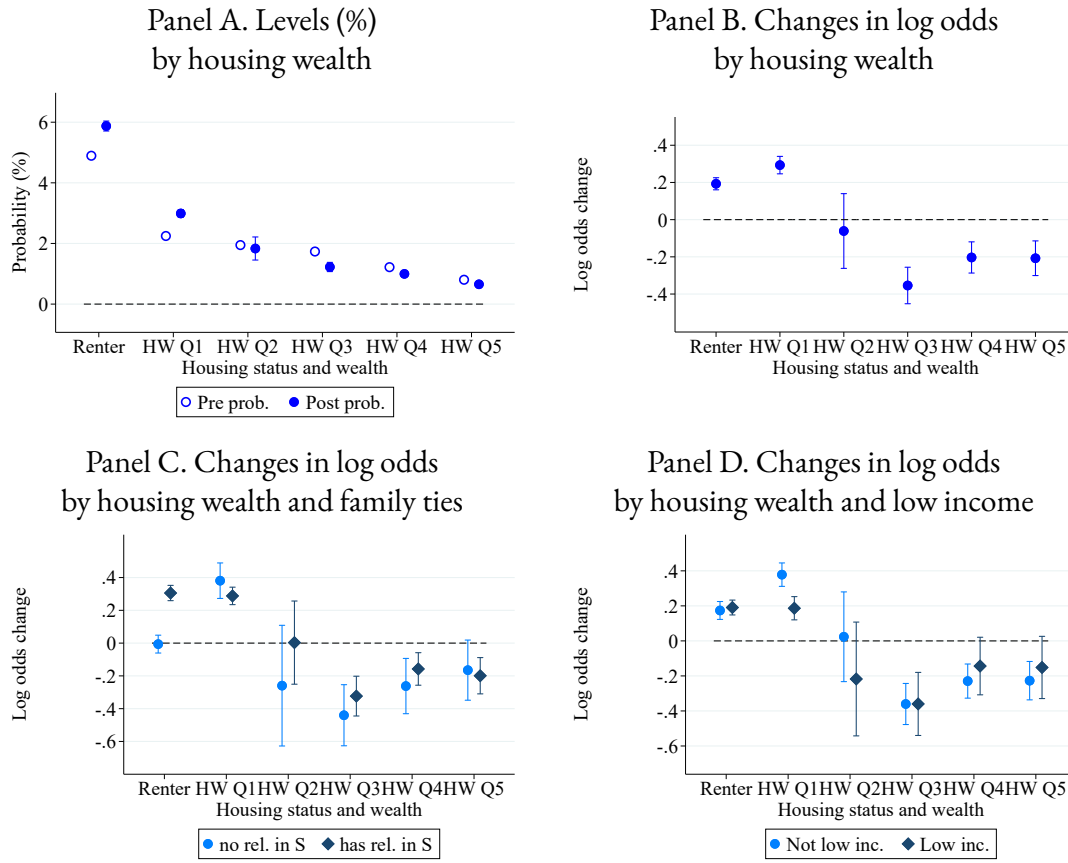 Panel A. Levels (%)
by housing wealth
Probability (%)
6
4
2
0
Renter HW Q1 HW Q2 HW Q3 HW Q4 HW Q5
Housing status and wealth
Pre prob. Post prob.
Panel B. Changes in log odds
by housing wealth
Log odds change
.4
.2
0
-.2
-.4
Renter HW Q1 HW Q2 HW Q3 HW Q4 HW Q5
Housing status and wealth
Panel C. Changes in log odds
by housing wealth and family ties
Log odds change
.4
.2
0
-.2
-.4
-.6
Renter HW Q1 HW Q2 HW Q3 HW Q4 HW Q5
Housing status and wealth
no rel. in S has rel. in S
Panel D. Changes in log odds
by housing wealth and low income
Log odds change
.4
.2
0
-.2
-.4
-.6
Renter HW Q1 HW Q2 HW Q3 HW Q4 HW Q5
Housing status and wealth
Not low inc. Low inc.